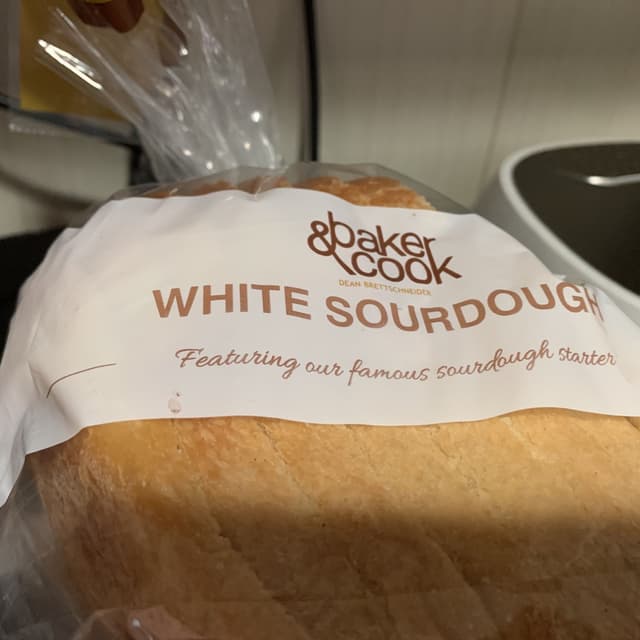 baker
&cook
DEAN BRETTSCHNEIDER
WHITE SOURDOUGH
Featuring our famous sourdough starter